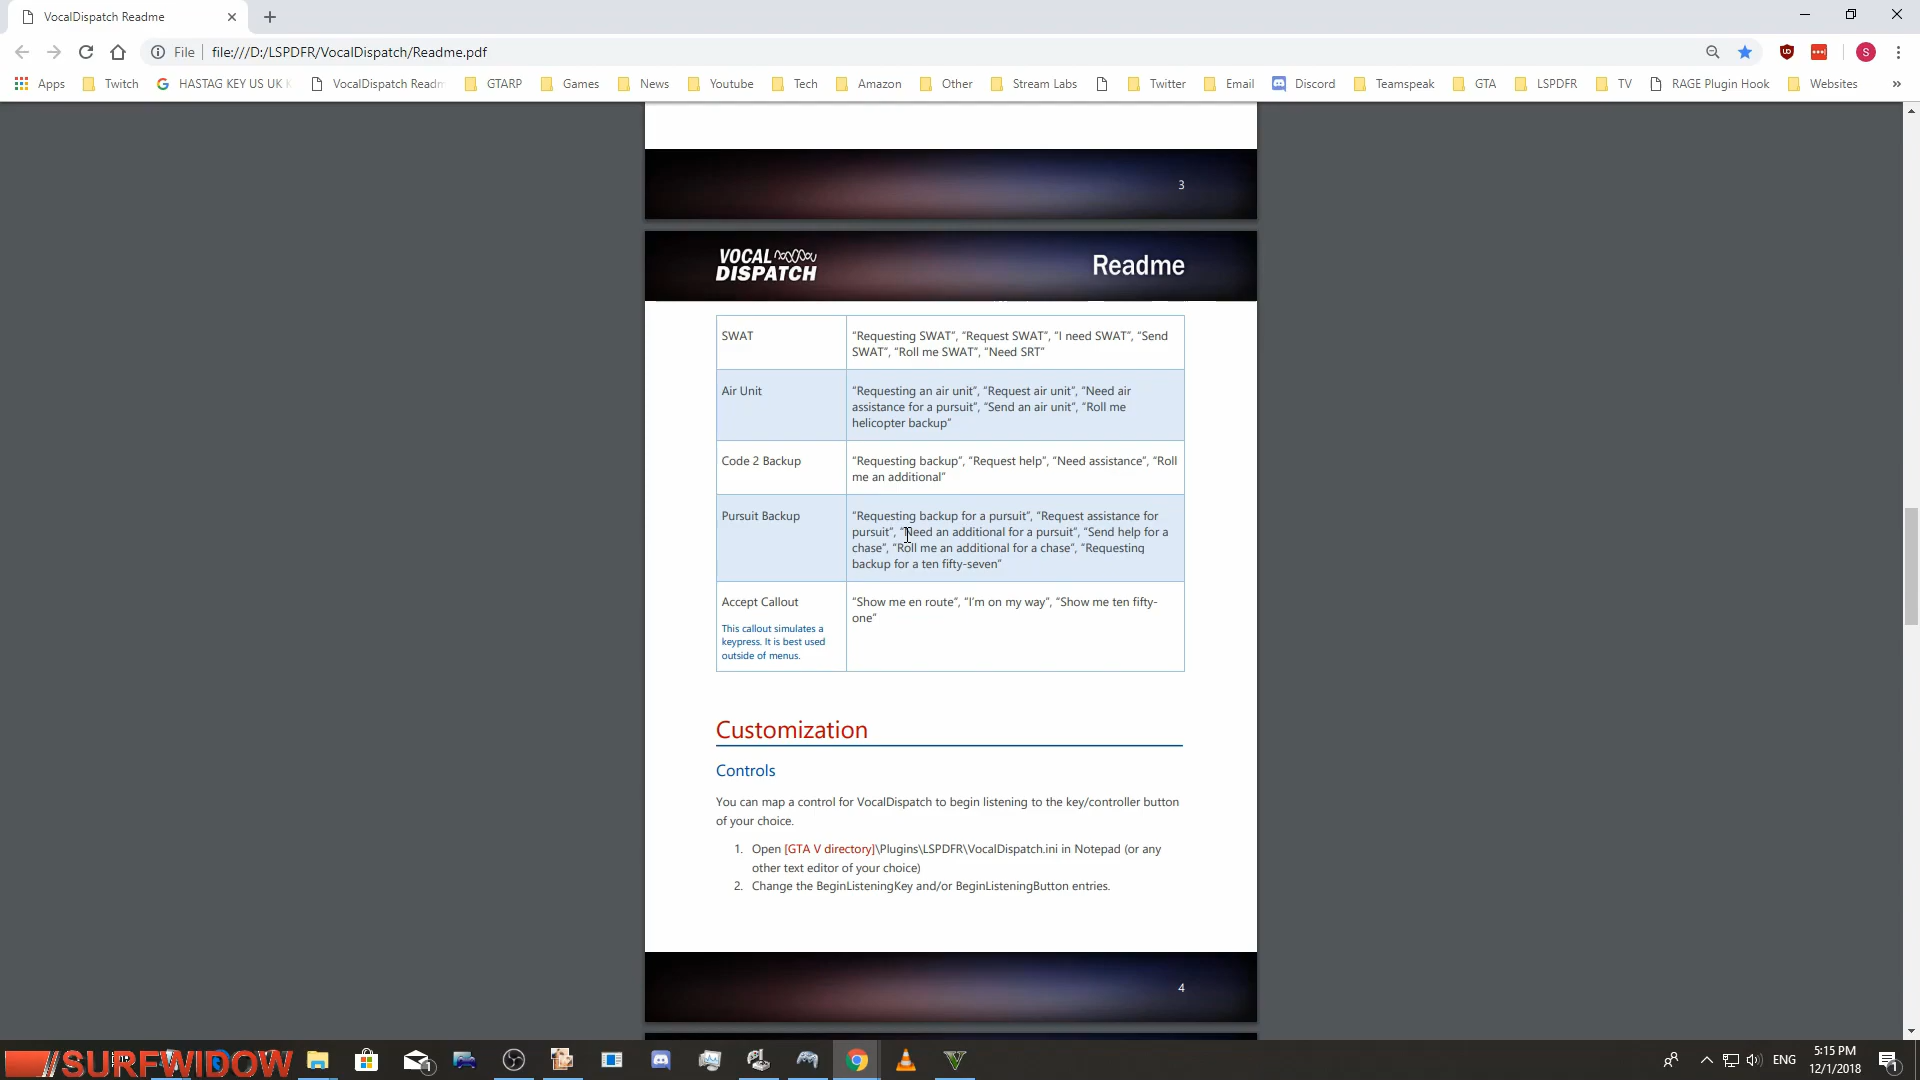 VocalDispatch Readme
File
file:///D:/LSPDFR/VocalDispatch/Readme.pdf
S
Apps
Twitch
HASTAG KEY US UK K
VocalDispatch Readm
GTARP
Games
News
Youtube
Tech
Amazon
Other
Stream Labs
Twitter
Email
Discord
Teamspeak
GTA
LSPDFR
TV
RAGE Plugin Hook
Websites
»
3
VOCAL
DISPATCH
Readme
SWAT
“Requesting SWAT”, “Request SWAT”, “I need SWAT”, “Send
SWAT”, “Roll me SWAT”, “Need SRT”
Air Unit
“Requesting an air unit”, “Request air unit”, “Need air
assistance for a pursuit”, “Send an air unit”, “Roll me
helicopter backup”
Code 2 Backup
“Requesting backup”, “Request help”, “Need assistance”, “Roll
me an additional”
Pursuit Backup
“Requesting backup for a pursuit”, “Request assistance for
pursuit”, “Need an additional for a pursuit”, “Send help for a
chase”, “Roll me an additional for a chase”, “Requesting
backup for a ten fifty-seven”
Accept Callout
This callout simulates a
keypress. It is best used
outside of menus.
“Show me en route”, “I’m on my way”, “Show me ten fifty-
one”
Customization
Controls
You can map a control for VocalDispatch to begin listening to the key/controller button
of your choice.
1. Open [GTA V directory]\Plugins\LSPDFR\VocalDispatch.ini in Notepad (or any
other text editor of your choice)
2. Change the BeginListeningKey and/or BeginListeningButton entries.
4
//SURFWIDOW
1
ENG
5:15 PM
12/1/2018
1